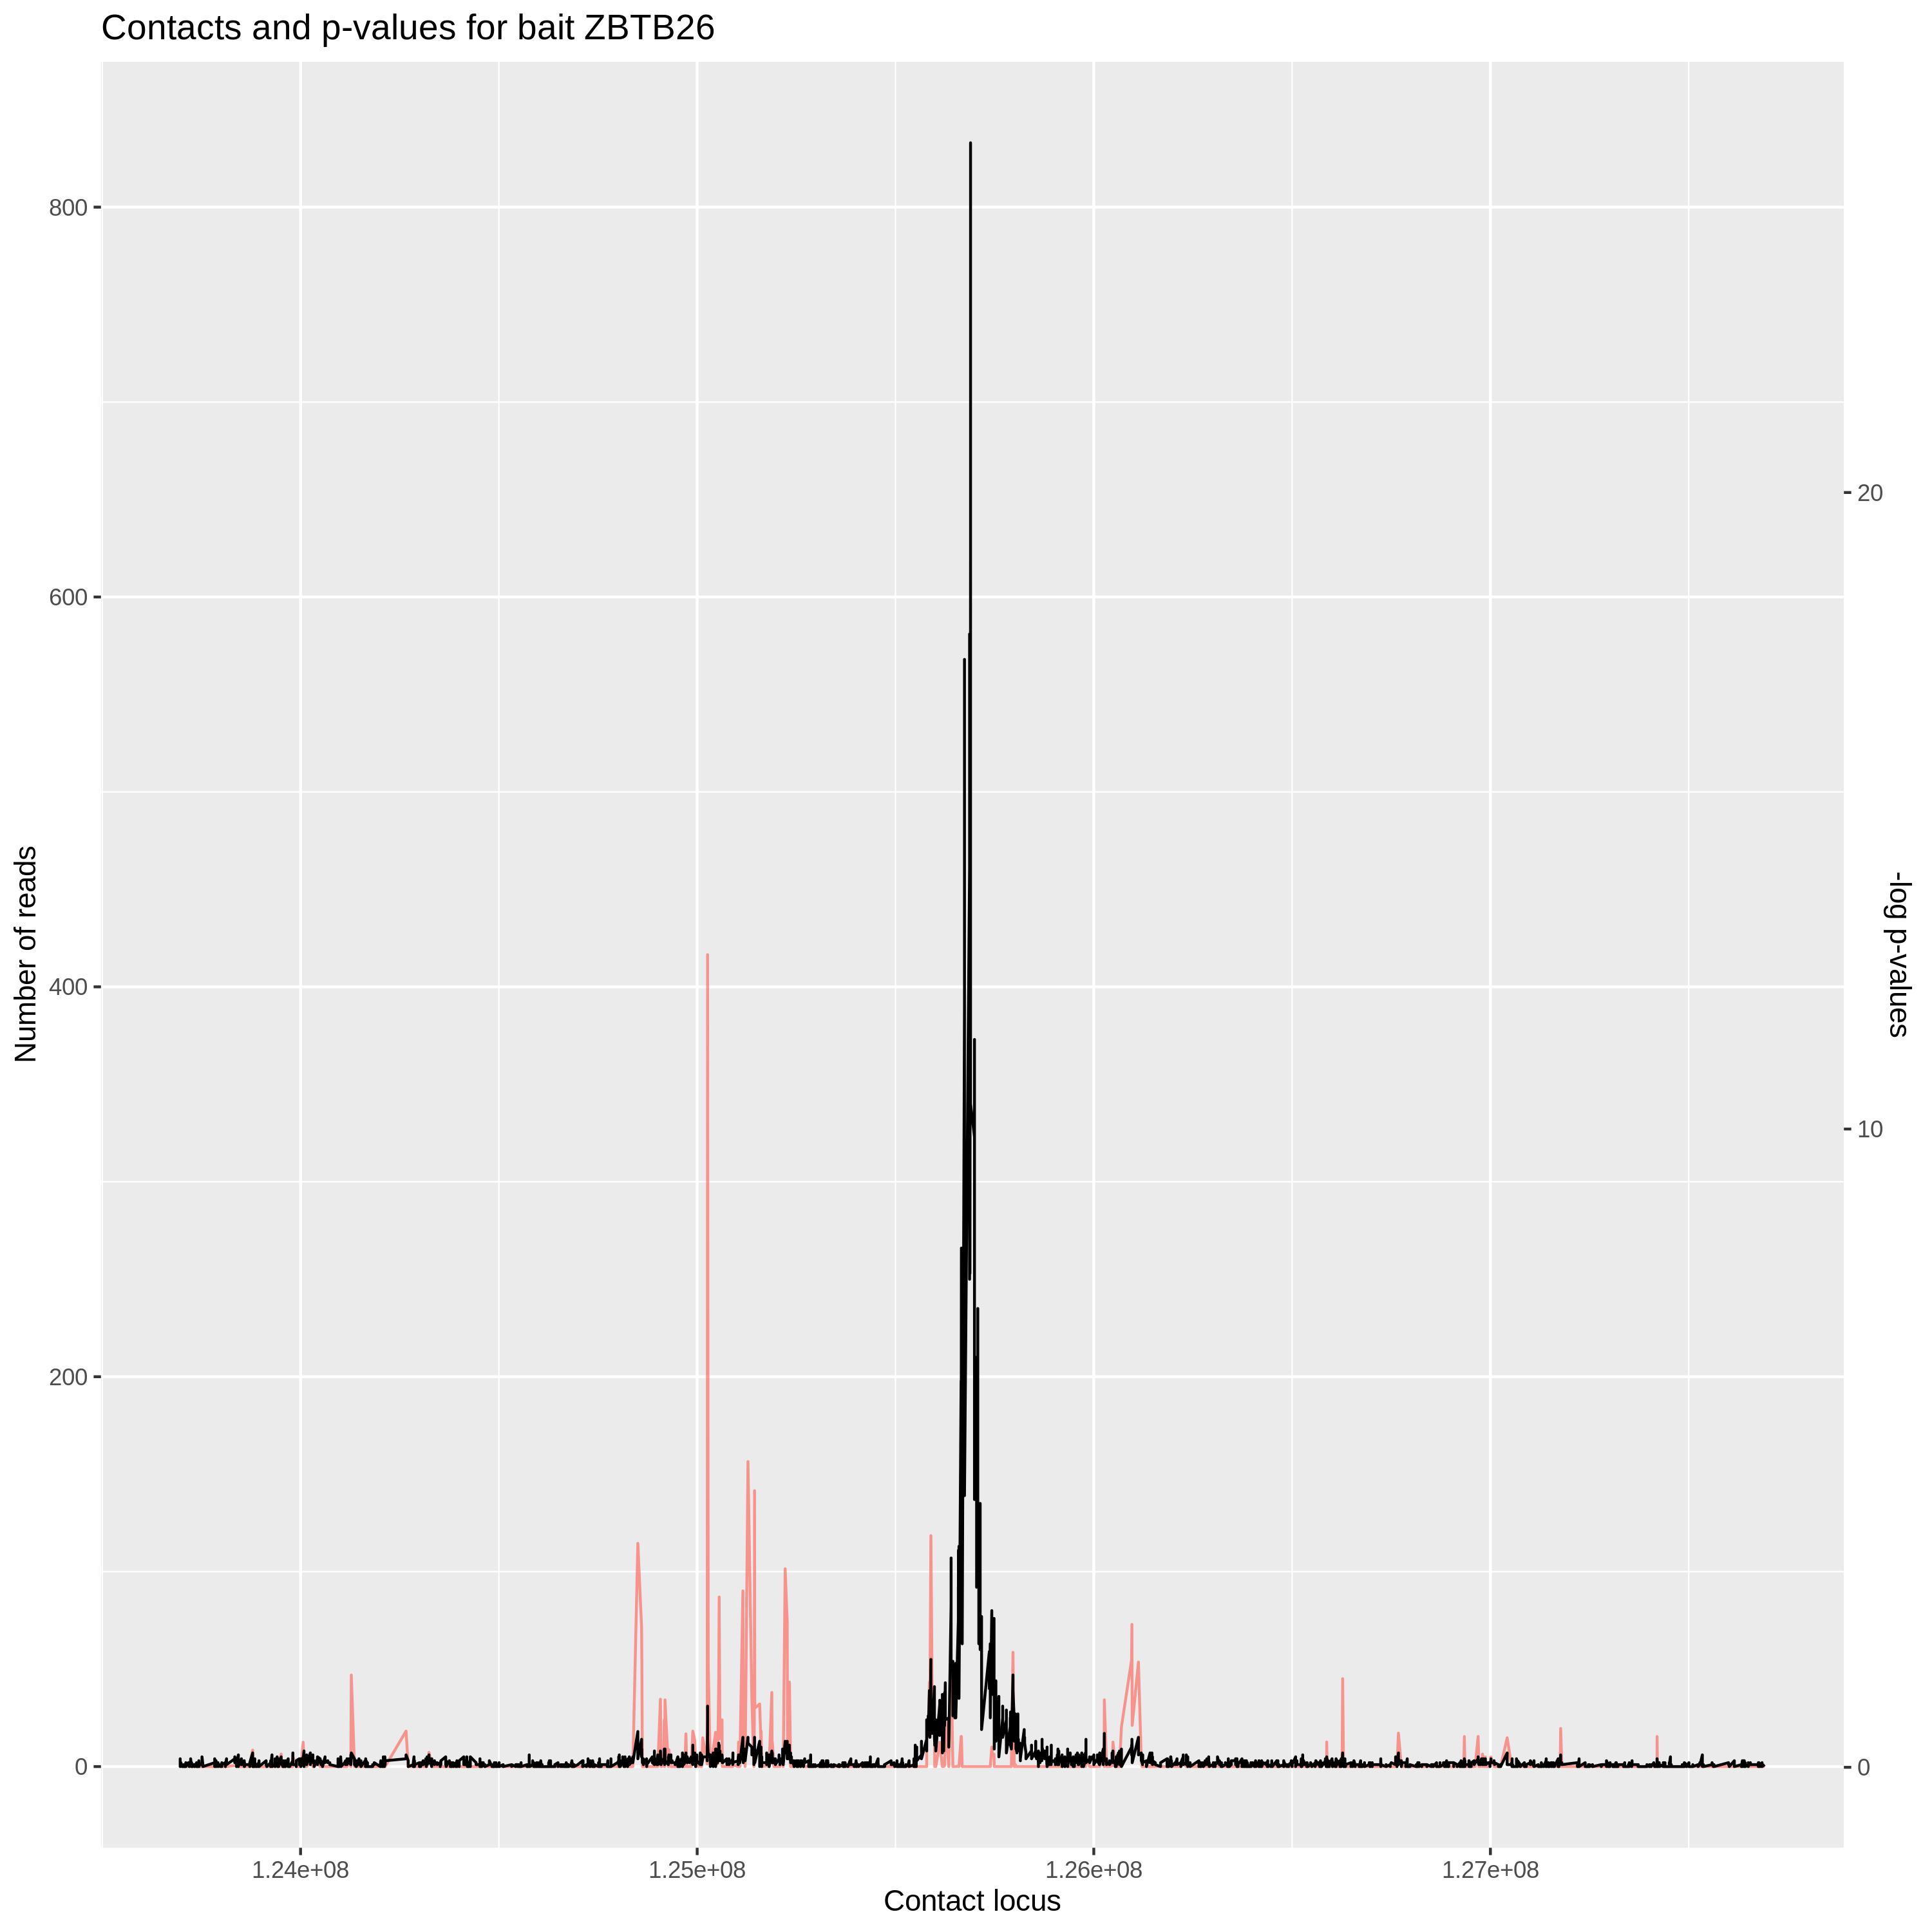 Contacts and p-values for bait ZBTB26
800
600
400
200
0
Number of reads
20
10
0
-log p-values
1.24e+08
1.25e+08
1.26e+08
1.27e+08
Contact locus